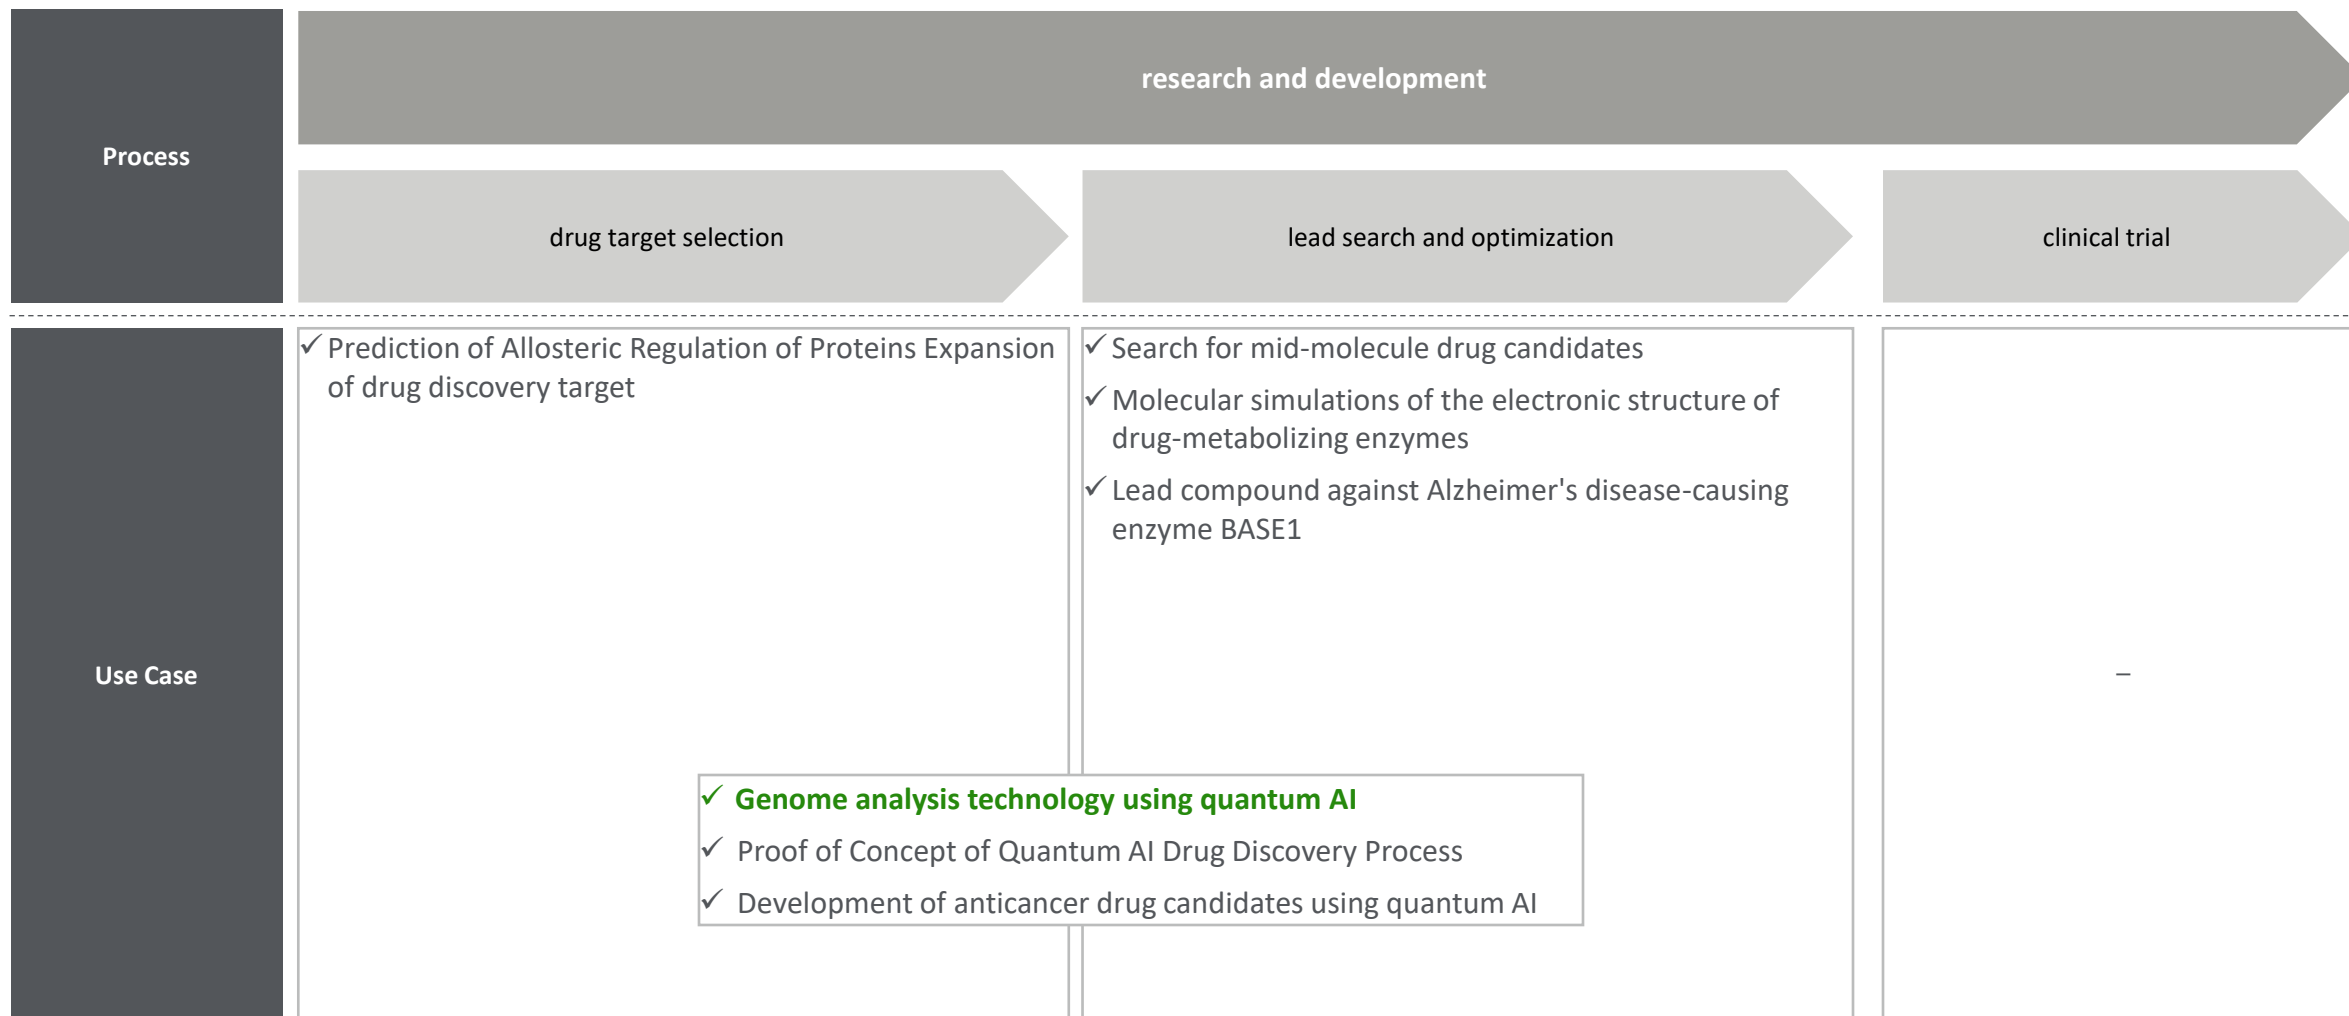 research and development
Process
drug target selection
lead search and optimization
clinical trial
Use Case
✓ Prediction of Allosteric Regulation of Proteins Expansion
of drug discovery target
✓ Search for mid-molecule drug candidates
✓ Molecular simulations of the electronic structure of
drug-metabolizing enzymes
✓ Lead compound against Alzheimer's disease-causing
enzyme BASE1
–
✓ Genome analysis technology using quantum AI
✓ Proof of Concept of Quantum AI Drug Discovery Process
✓ Development of anticancer drug candidates using quantum AI